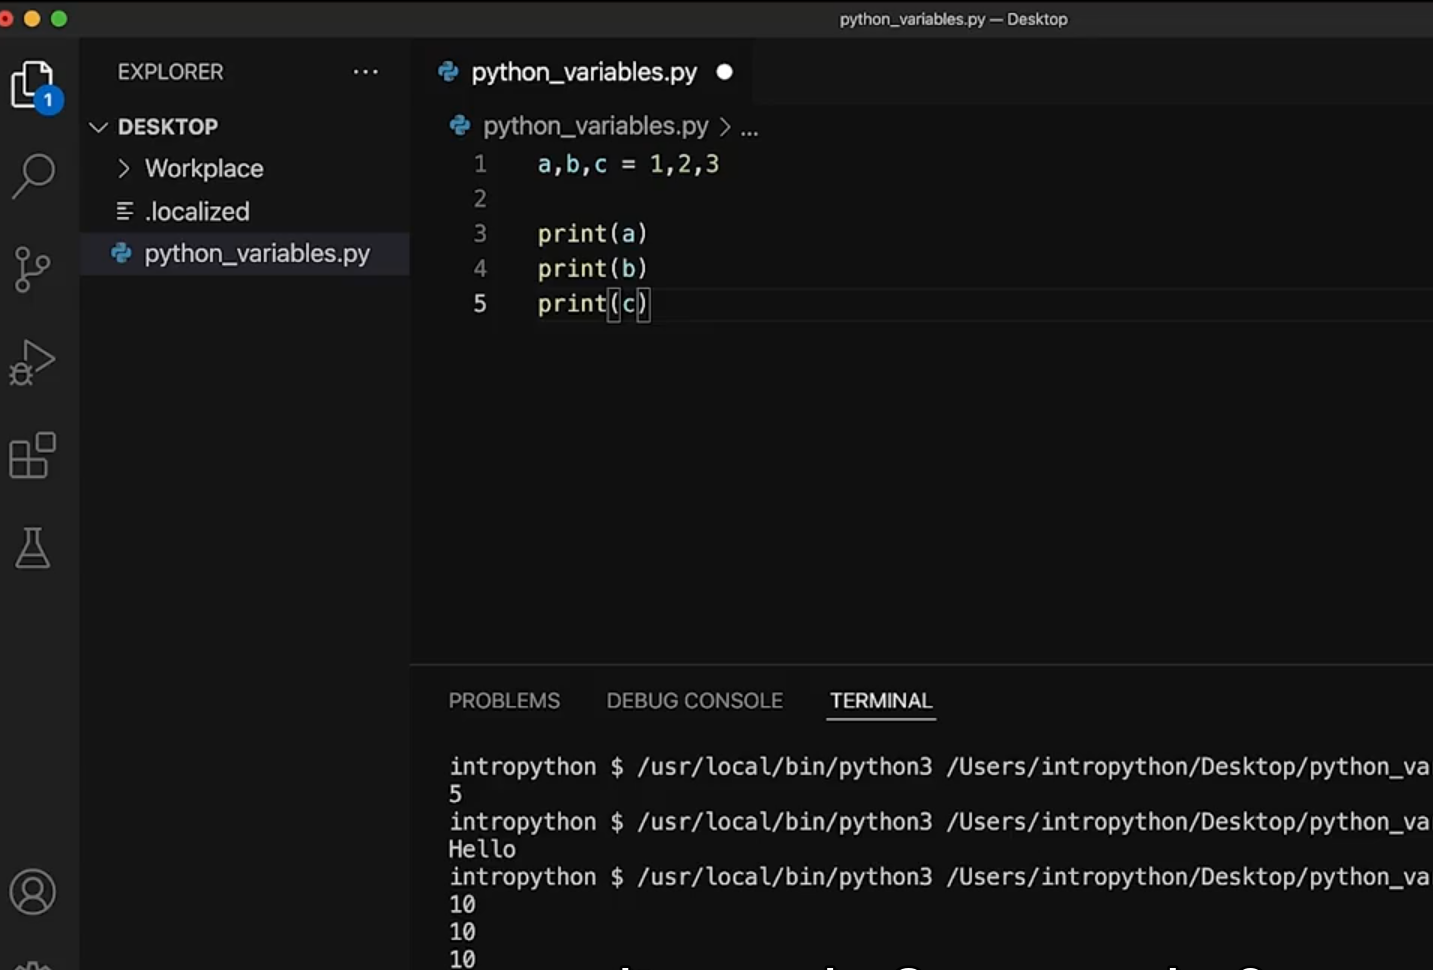 python_variables.py — Desktop
EXPLORER
...
python_variables.py
1
DESKTOP
python_variables.py > ...
Workplace
.localized
python_variables.py
1 a,b,c = 1,2,3
2
3 print(a)
4 print(b)
5 print(c)
PROBLEMS DEBUG CONSOLE TERMINAL
intropython $ /usr/local/bin/python3 /Users/intropython/Desktop/python_va
5
intropython $ /usr/local/bin/python3 /Users/intropython/Desktop/python_va
Hello
intropython $ /usr/local/bin/python3 /Users/intropython/Desktop/python_va
10
10
10